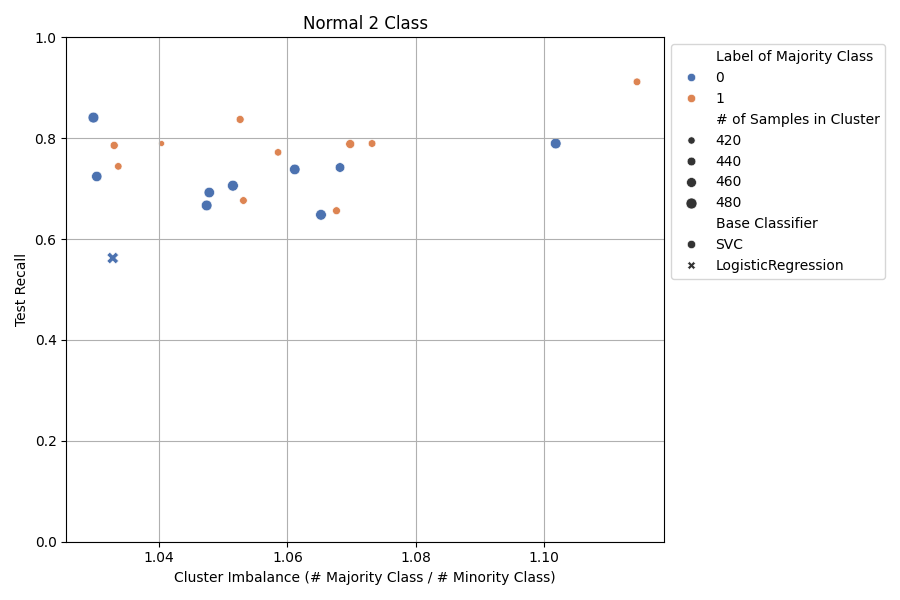 Normal 2 Class
Test Recall
1.0
0.8
0.6
0.4
0.2
0.0
1.04
1.06
1.08
1.10
Cluster Imbalance (# Majority Class / # Minority Class)
Label of Majority Class
0
1
# of Samples in Cluster
420
440
460
480
Base Classifier
SVC
LogisticRegression